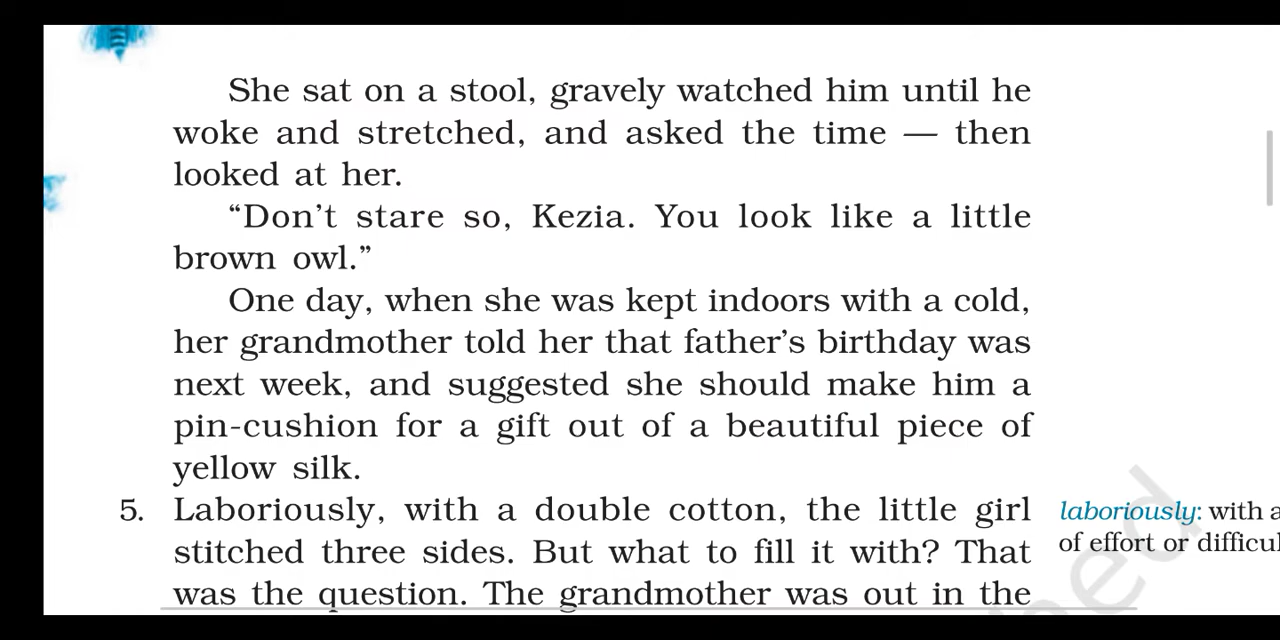 She sat on a stool, gravely watched him until he
woke and stretched, and asked the time — then
looked at her.
“Don’t stare so, Kezia. You look like a little
brown owl.”
One day, when she was kept indoors with a cold,
her grandmother told her that father’s birthday was
next week, and suggested she should make him a
pin-cushion for a gift out of a beautiful piece of
yellow silk.
5. Laboriously, with a double cotton, the little girl
stitched three sides. But what to fill it with? That
was the question. The grandmother was out in the
laboriously: with a
of effort or